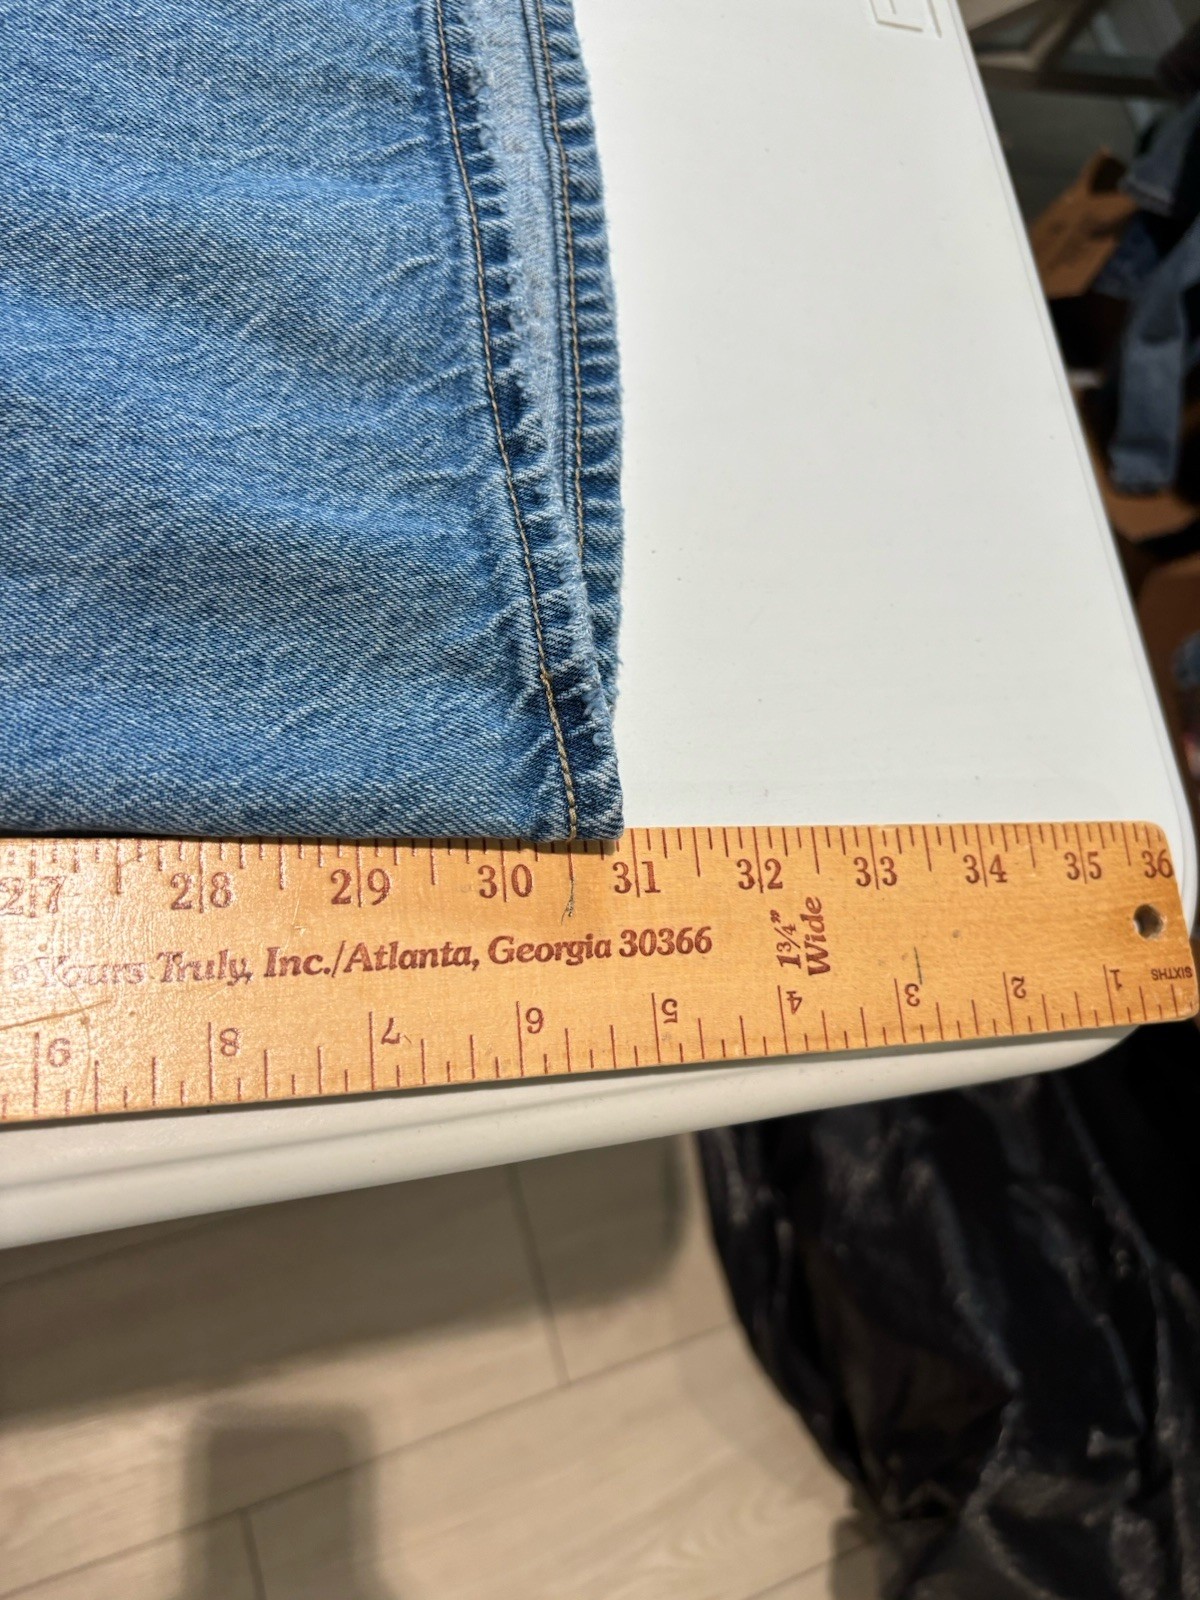 27 28 29 30 31 32 33 34 35 36
Yours Truly, Inc./Atlanta, Georgia 30366
1¾" Wide
9 8 7 6 5 4 3 2 1 SIXTHS